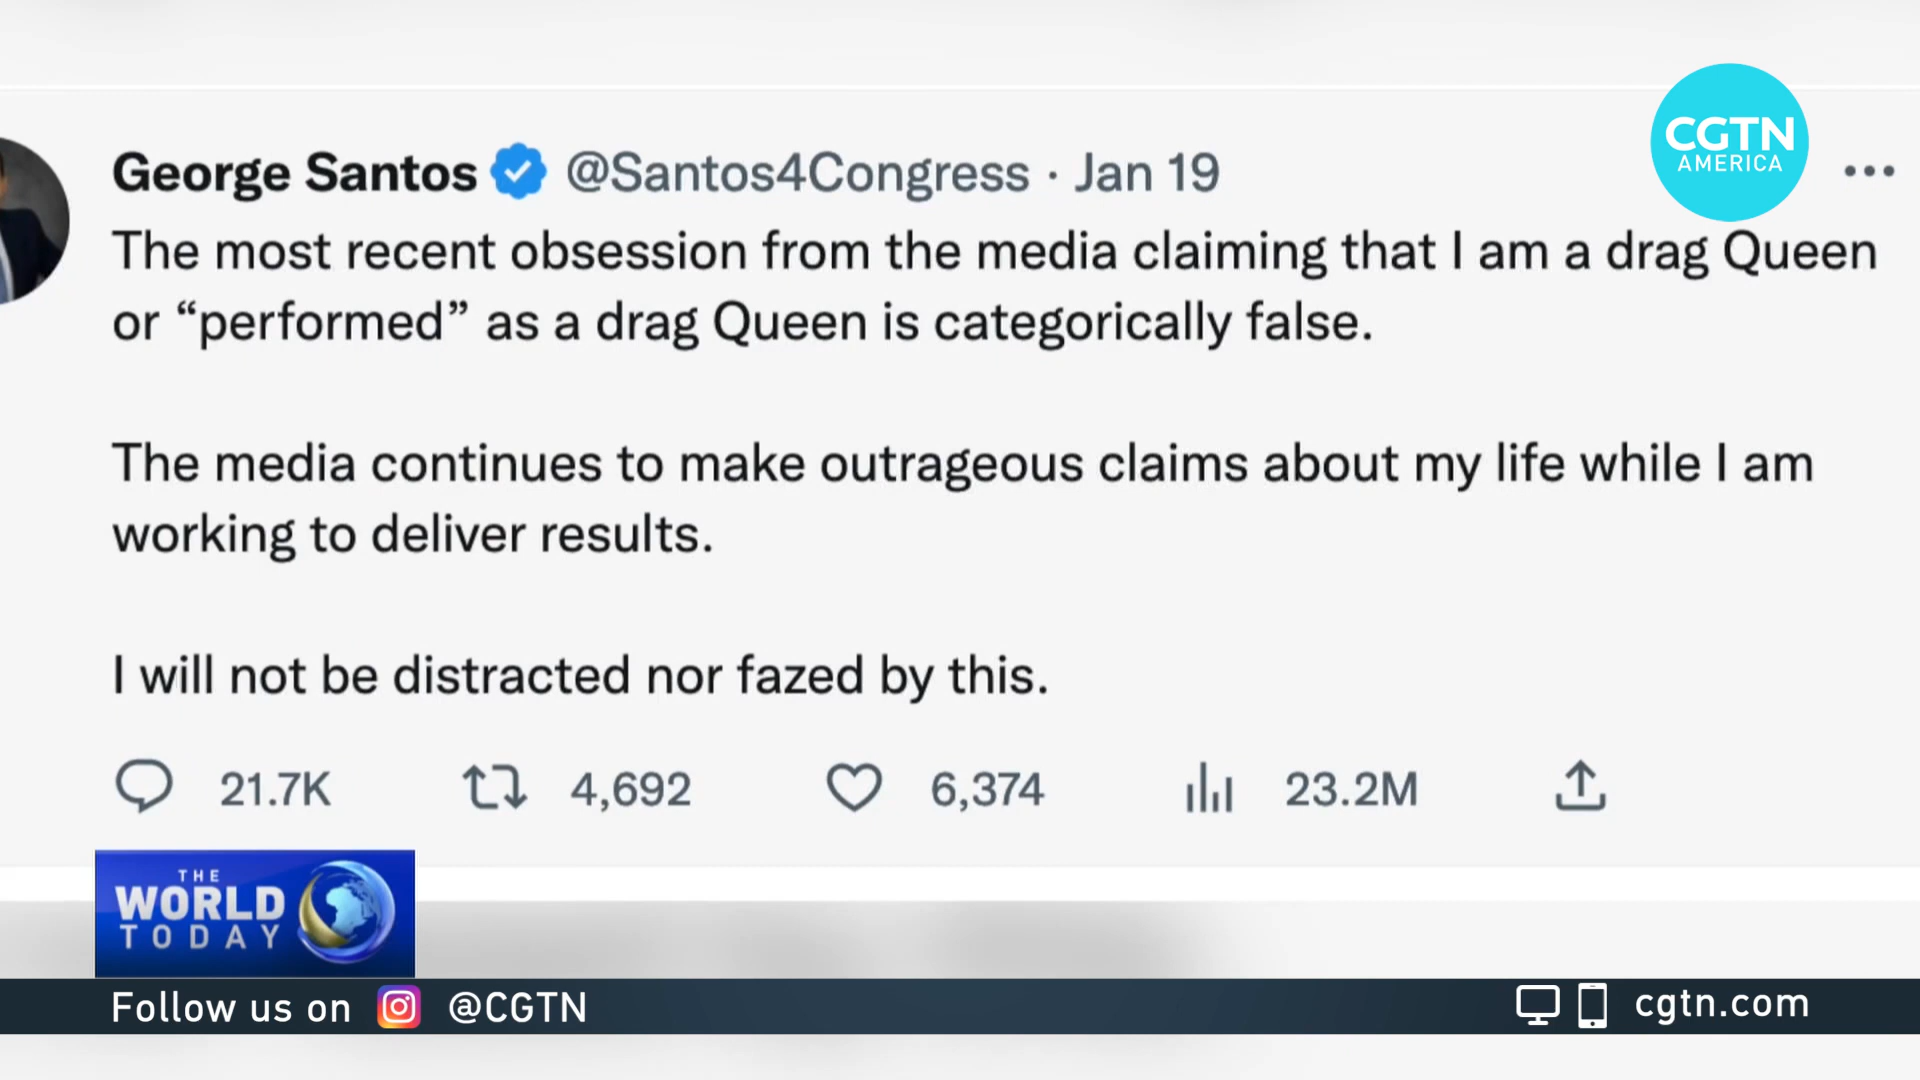 CGTN
AMERICA
George Santos @Santos4Congress · Jan 19
The most recent obsession from the media claiming that I am a drag Queen
or “performed” as a drag Queen is categorically false.
The media continues to make outrageous claims about my life while I am
working to deliver results.
I will not be distracted nor fazed by this.
21.7K 4,692 6,374 23.2M
THE
WORLD
TODAY
Follow us on @CGTN cgtn.com